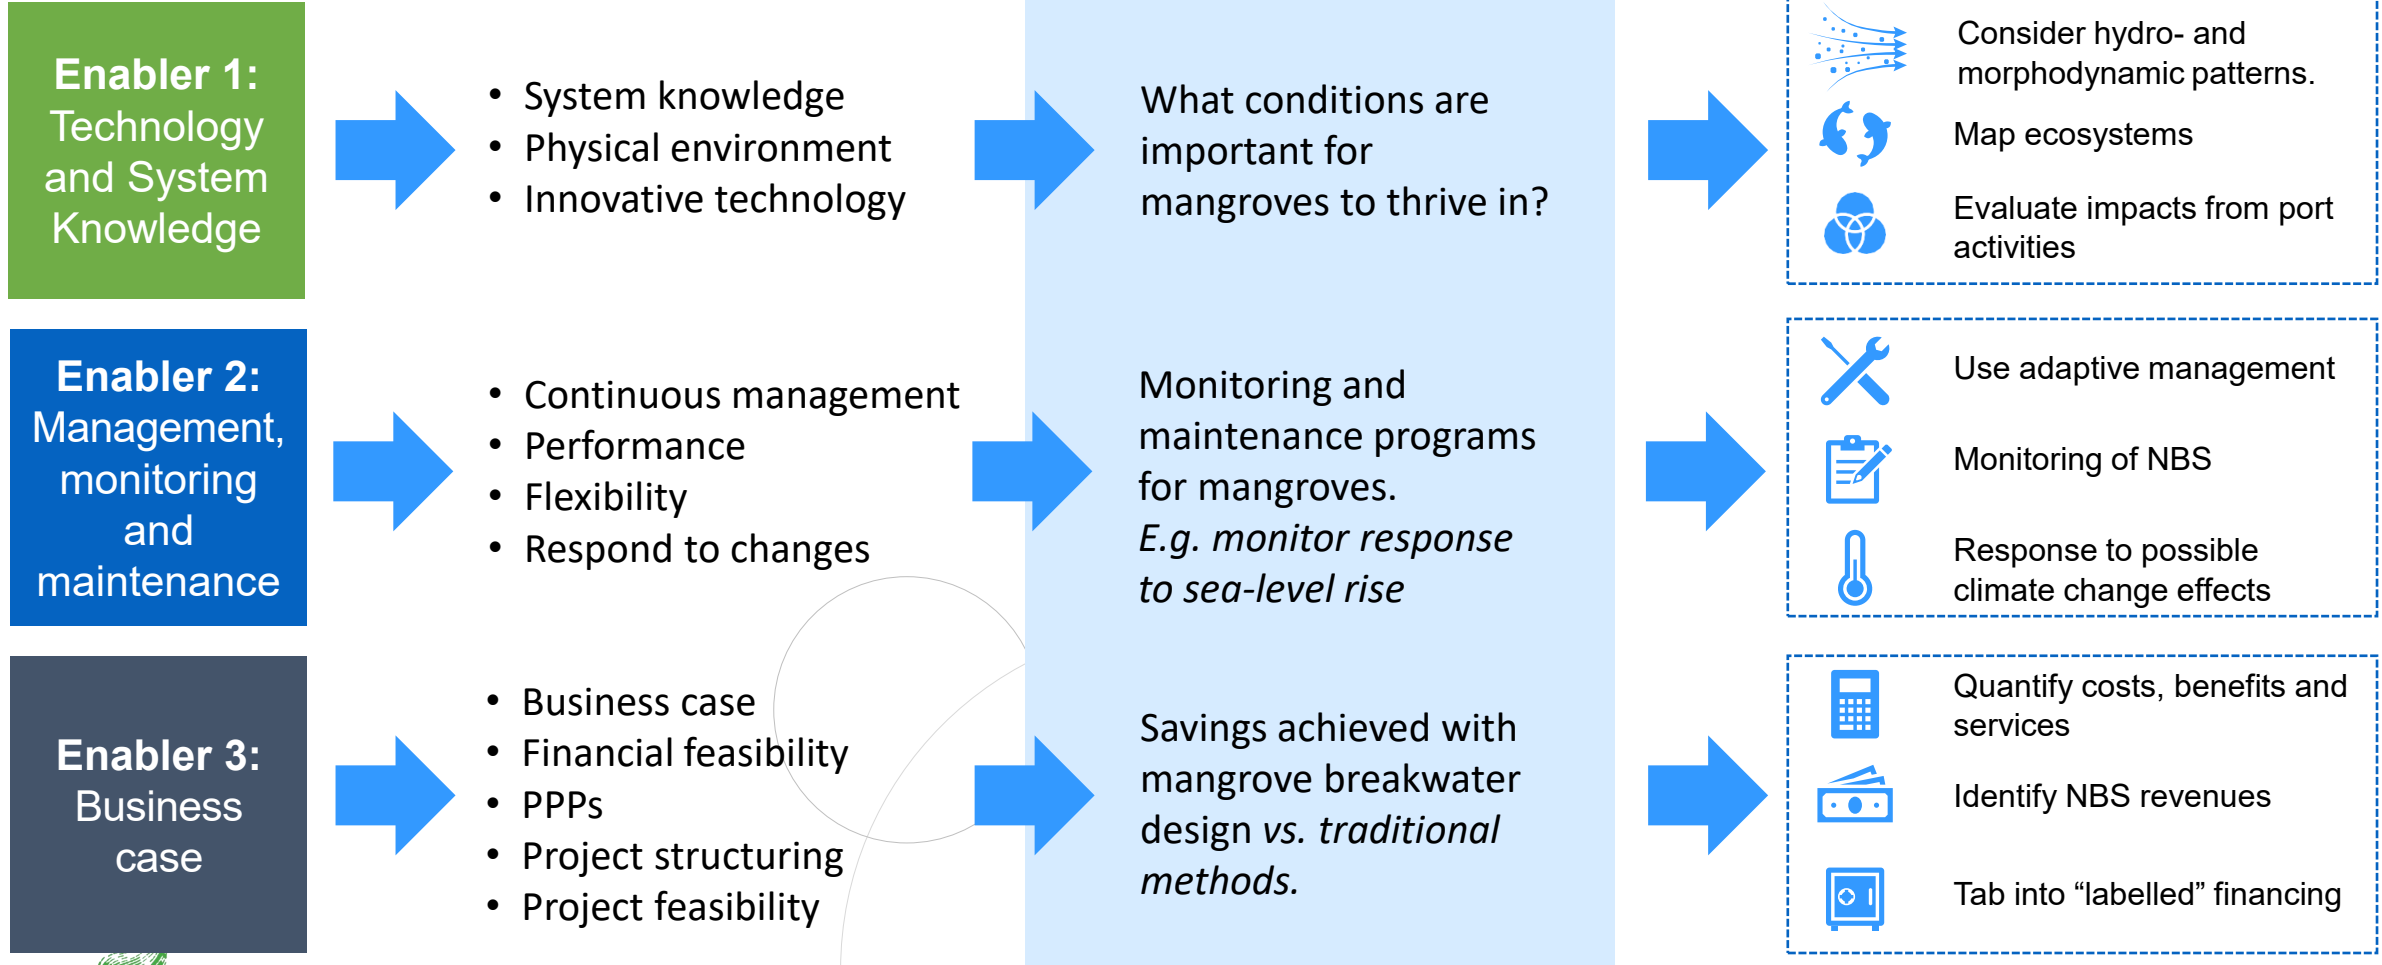 Enabler 1:
Technology
and System
Knowledge
• System knowledge
• Physical environment
• Innovative technology
What conditions are
important for
mangroves to thrive in?
Consider hydro- and
morphodynamic patterns.
Map ecosystems
Evaluate impacts from port
activities
Enabler 2:
Management,
monitoring
and
maintenance
• Continuous management
• Performance
• Flexibility
• Respond to changes
Monitoring and
maintenance programs
for mangroves.
E.g. monitor response
to sea-level rise
Use adaptive management
Monitoring of NBS
Response to possible
climate change effects
Enabler 3:
Business
case
• Business case
• Financial feasibility
• PPPs
• Project structuring
• Project feasibility
Savings achieved with
mangrove breakwater
design vs. traditional
methods.
Quantify costs, benefits and
services
Identify NBS revenues
Tab into “labelled” financing